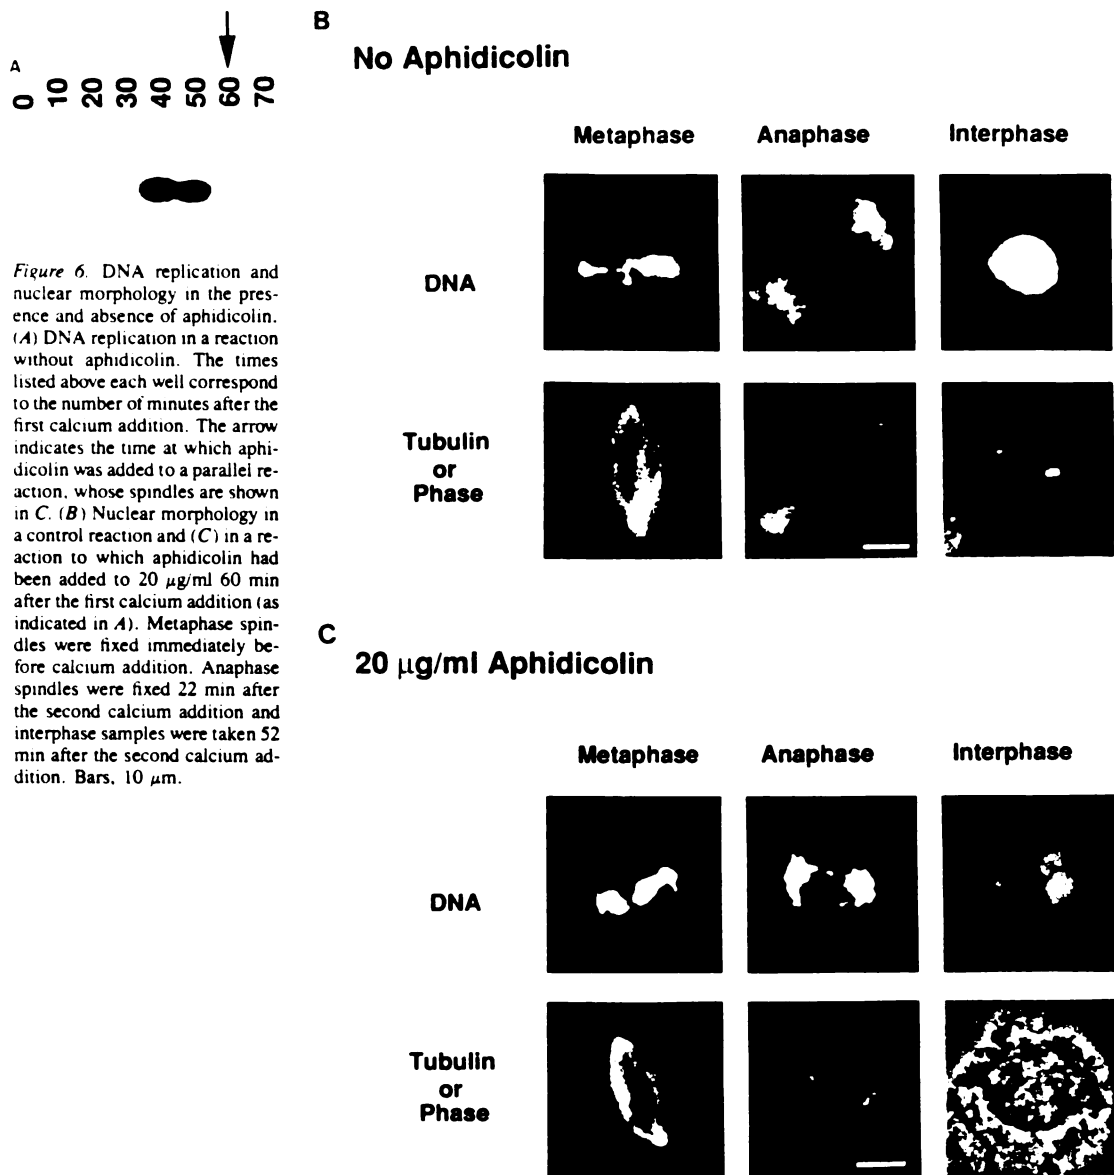 A
0 10 20 30 40 50 60 70
Figure 6. DNA replication and
nuclear morphology in the pres-
ence and absence of aphidicolin.
(A) DNA replication in a reaction
without aphidicolin. The times
listed above each well correspond
to the number of minutes after the
first calcium addition. The arrow
indicates the time at which aphi-
dicolin was added to a parallel re-
action, whose spindles are shown
in C. (B) Nuclear morphology in
a control reaction and (C) in a re-
action to which aphidicolin had
been added to 20 μg/ml 60 min
after the first calcium addition (as
indicated in A). Metaphase spin-
dles were fixed immediately be-
fore calcium addition. Anaphase
spindles were fixed 22 min after
the second calcium addition and
interphase samples were taken 52
min after the second calcium ad-
dition. Bars, 10 μm.
B
No Aphidicolin
Metaphase Anaphase Interphase
DNA
Tubulin
or
Phase
C
20 μg/ml Aphidicolin
Metaphase Anaphase Interphase
DNA
Tubulin
or
Phase